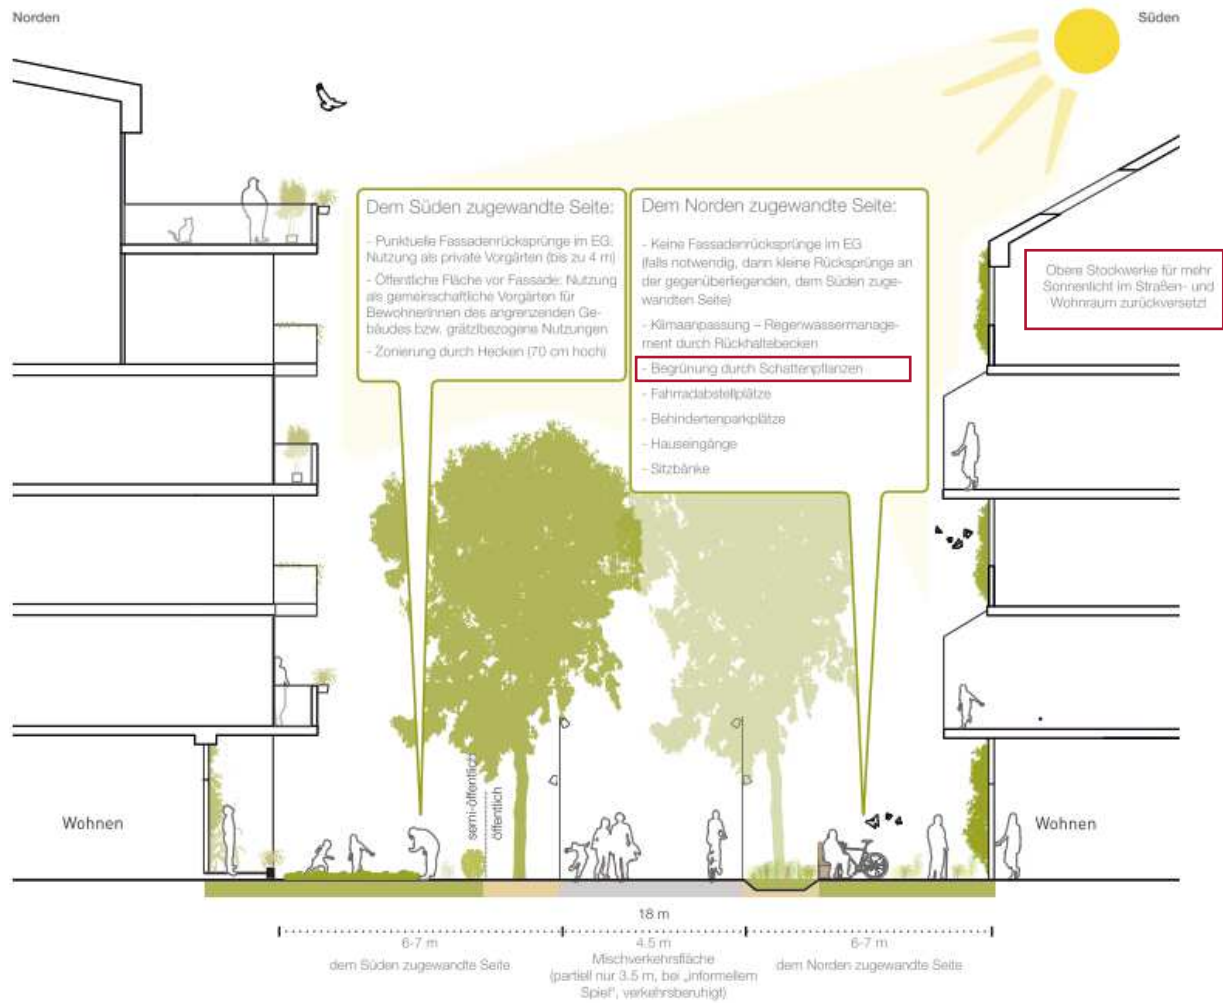 Norden
Süden
Dem Süden zugewandte Seite:
- Punktuelle Fassadenrücksprünge im EG:
Nutzung als private Vorgärten (bis zu 4 m)
- Öffentliche Fläche vor Fassade: Nutzung
als gemeinschaftliche Vorgärten für
BewohnerInnen des angrenzenden Ge-
bäudes bzw. grätzlbezogene Nutzungen
- Zonierung durch Hecken (70 cm hoch)
Dem Norden zugewandte Seite:
- Keine Fassadenrücksprünge im EG
(falls notwendig, dann kleine Rücksprünge an
der gegenüberliegenden, dem Süden zuge-
wandten Seite)
- Klimaanpassung – Regenwassermanage-
ment durch Rückhaltebecken
- Begrünung durch Schattenpflanzen
- Fahrradabstellplätze
- Behindertenparkplätze
- Hauseingänge
- Sitzbänke
Obere Stockwerke für mehr
Sonnenlicht im Straßen- und
Wohnraum zurückversetzt
semi-öffentlich
öffentlich
Wohnen
Wohnen
18 m
6-7 m
4.5 m
6-7 m
dem Süden zugewandte Seite
Mischverkehrsfläche
(partiell nur 3.5 m, bei „informellem
Spiel", verkehrsberuhigt)
dem Norden zugewandte Seite